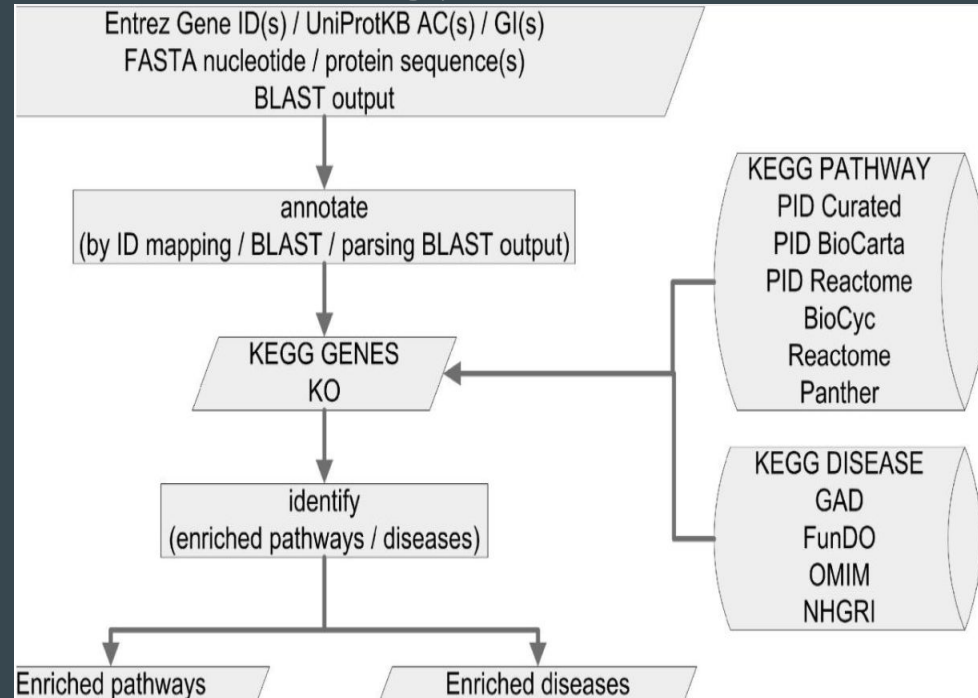 Entrez Gene ID(s) / UniProtKB AC(s) / GI(s)
FASTA nucleotide / protein sequence(s)
BLAST output
annotate
(by ID mapping / BLAST / parsing BLAST output)
KEGG GENES
KO
identify
(enriched pathways / diseases)
Enriched pathways
Enriched diseases
KEGG PATHWAY
PID Curated
PID BioCarta
PID Reactome
BioCyc
Reactome
Panther
KEGG DISEASE
GAD
FunDO
OMIM
NHGRI